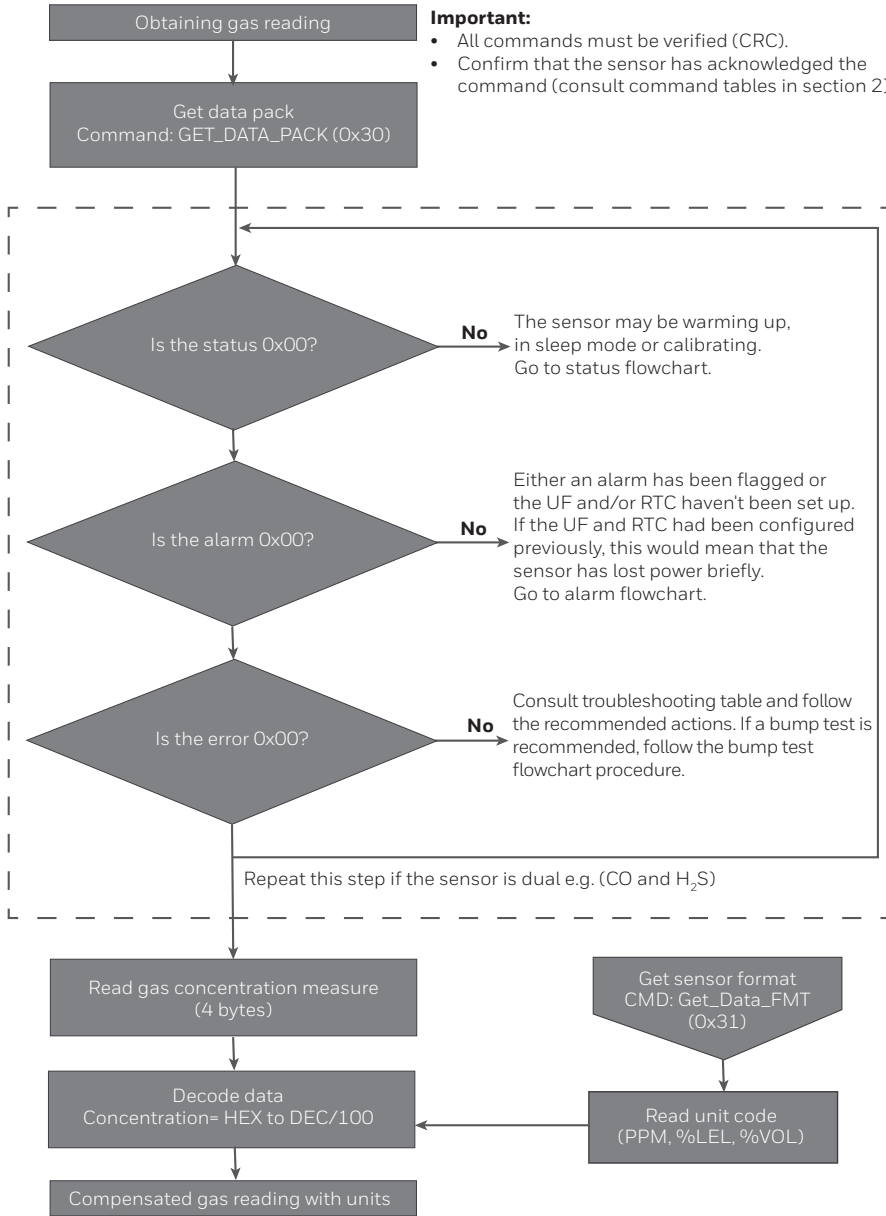 Obtaining gas reading
Important:
• All commands must be verified (CRC).
• Confirm that the sensor has acknowledged the
command (consult command tables in section 2)
Get data pack
Command: GET_DATA_PACK (0x30)
Is the status 0x00?
No
The sensor may be warming up,
in sleep mode or calibrating.
Go to status flowchart.
Is the alarm 0x00?
No
Either an alarm has been flagged or
the UF and/or RTC haven't been set up.
If the UF and RTC had been configured
previously, this would mean that the
sensor has lost power briefly.
Go to alarm flowchart.
Is the error 0x00?
No
Consult troubleshooting table and follow
the recommended actions. If a bump test is
recommended, follow the bump test
flowchart procedure.
Repeat this step if the sensor is dual e.g. (CO and H₂S)
Read gas concentration measure
(4 bytes)
Get sensor format
CMD: Get_Data_FMT
(0x31)
Decode data
Concentration= HEX to DEC/100
Read unit code
(PPM, %LEL, %VOL)
Compensated gas reading with units